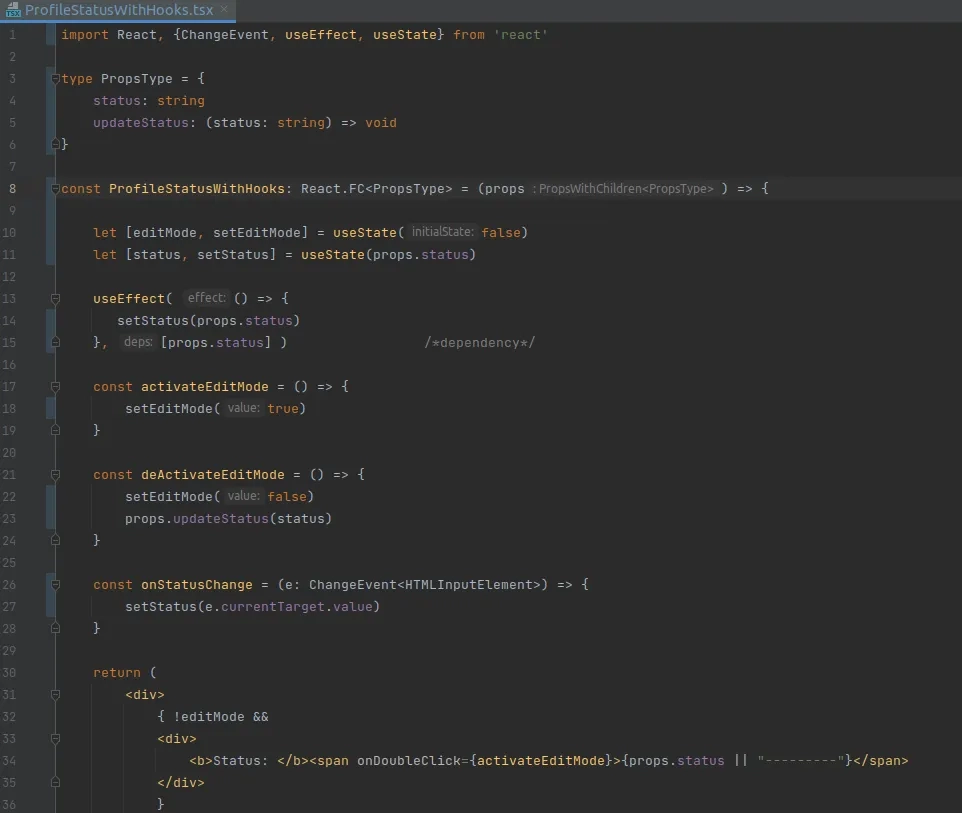 ProfileStatusWithHooks.tsx ×
1 import React, {ChangeEvent, useEffect, useState} from 'react'
2
3 type PropsType = {
4 status: string
5 updateStatus: (status: string) => void
6 }
7
8 const ProfileStatusWithHooks: React.FC<PropsType> = (props : PropsWithChildren<PropsType> ) => {
9
10 let [editMode, setEditMode] = useState( initialState: false)
11 let [status, setStatus] = useState(props.status)
12
13 useEffect( effect: () => {
14 setStatus(props.status)
15 }, deps: [props.status] ) /*dependency*/
16
17 const activateEditMode = () => {
18 setEditMode( value: true)
19 }
20
21 const deActivateEditMode = () => {
22 setEditMode( value: false)
23 props.updateStatus(status)
24 }
25
26 const onStatusChange = (e: ChangeEvent<HTMLInputElement>) => {
27 setStatus(e.currentTarget.value)
28 }
29
30 return (
31 <div>
32 { !editMode &&
33 <div>
34 <b>Status: </b><span onDoubleClick={activateEditMode}>{props.status || "---------"}</span>
35 </div>
36 }